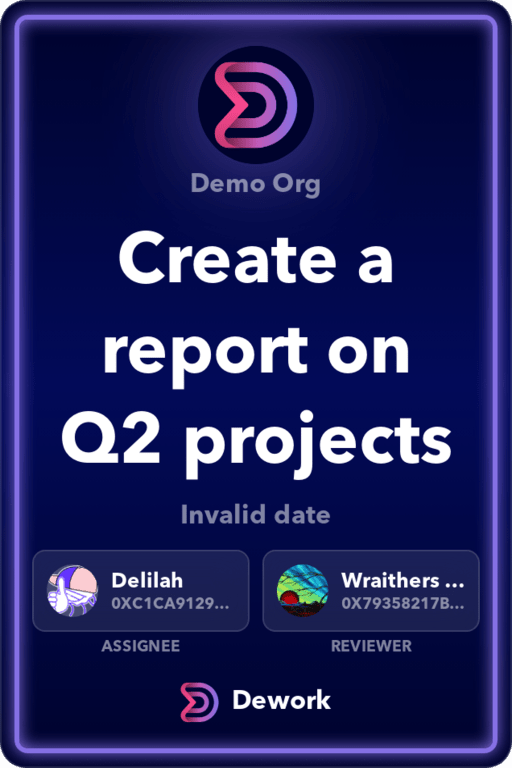 Demo Org
Create a
report on
Q2 projects
Invalid date
Delilah
0XC1CA9129...
Wraithers ...
0X79358217B...
ASSIGNEE
REVIEWER
Dework